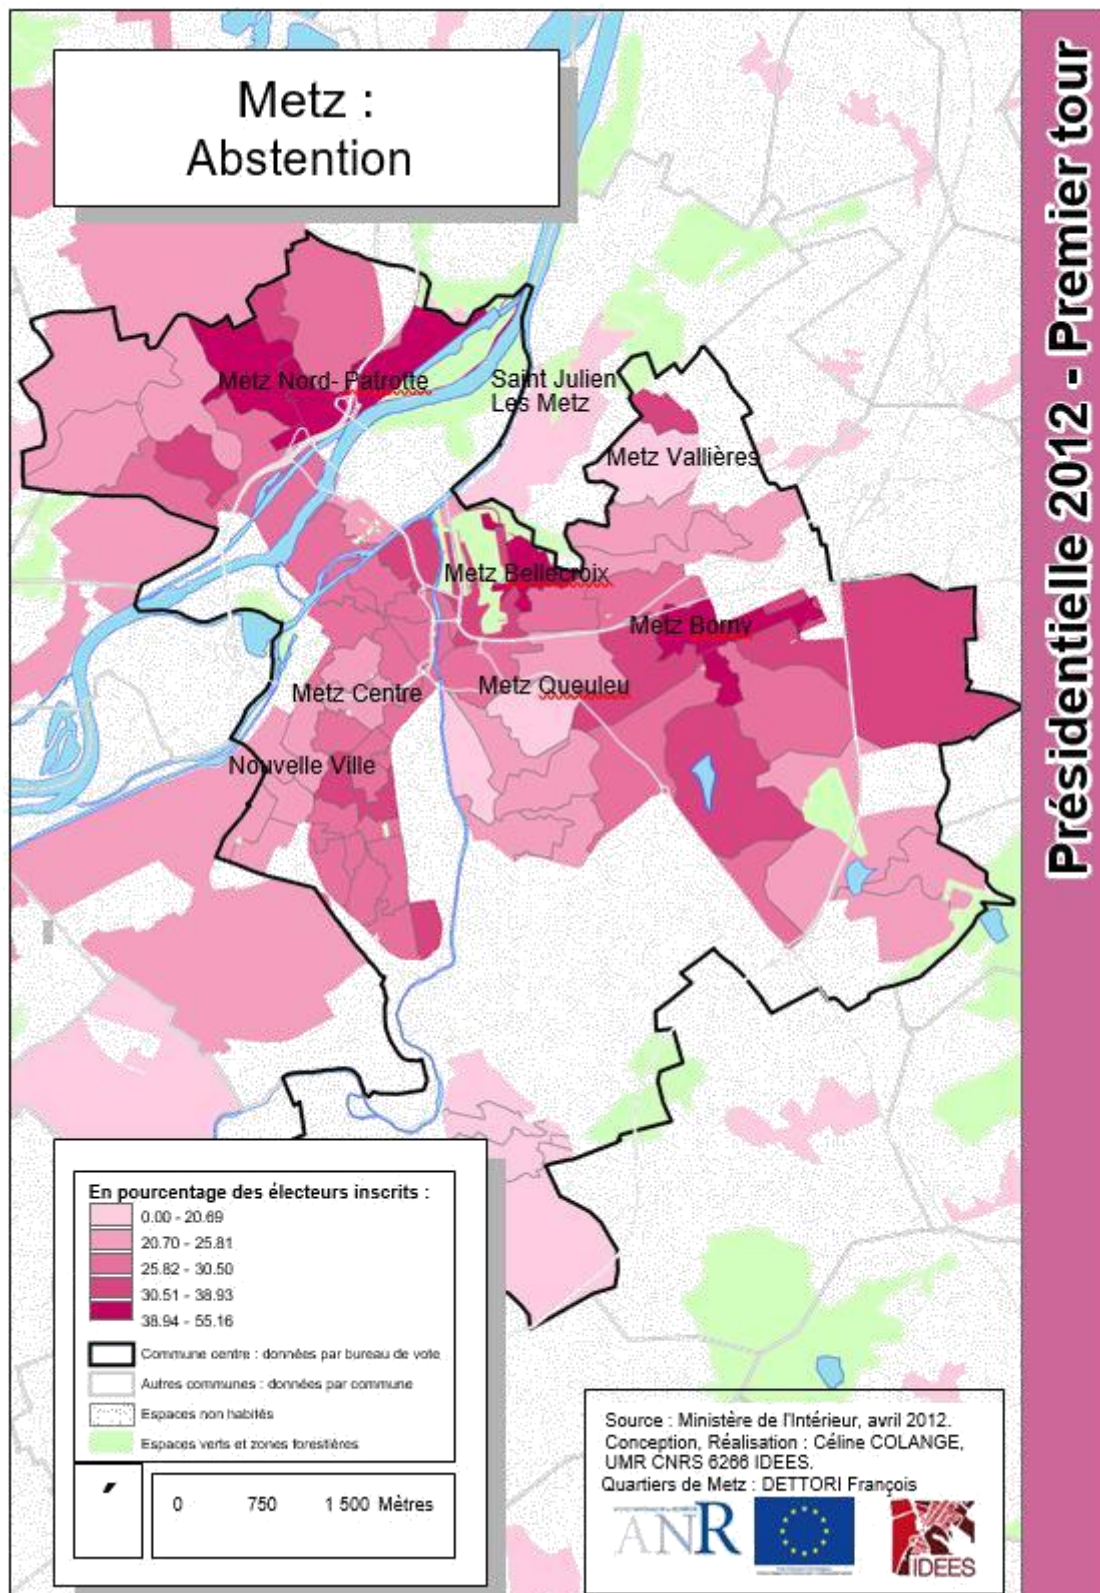 Metz :
Abstention
Présidentielle 2012 - Premier tour
Metz Nord- Patrotte
Saint Julien
Les Metz
Metz Vallières
Metz Bellecroix
Metz Borny
Metz Centre
Metz Queuleu
Nouvelle Ville
En pourcentage des électeurs inscrits :
0.00 - 20.69
20.70 - 25.81
25.82 - 30.50
30.51 - 38.93
38.94 - 55.16
Commune centre : données par bureau de vote
Autres communes : données par commune
Espaces non habités
Espaces verts et zones forestières
0 750 1 500 Mètres
Source : Ministère de l'Intérieur, avril 2012.
Conception, Réalisation : Céline COLANGE,
UMR CNRS 6266 IDEES.
Quartiers de Metz : DETTORI François
ANR
IDEES